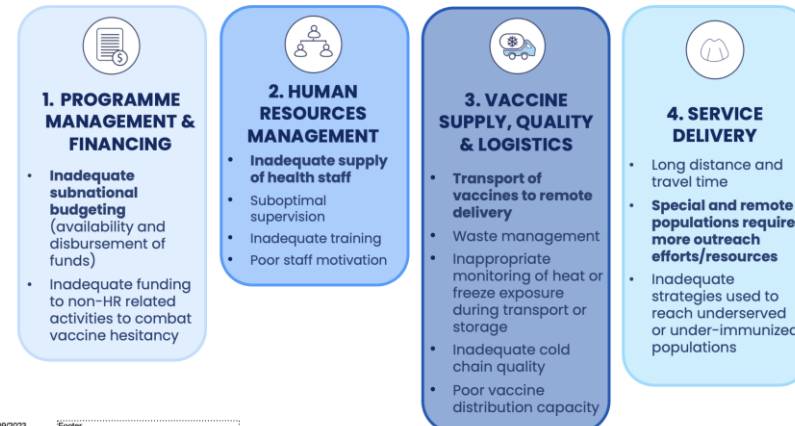 1. PROGRAMME
MANAGEMENT &
FINANCING
• Inadequate
subnational
budgeting
(availability and
disbursement of
funds)
• Inadequate funding
to non-HR related
activities to combat
vaccine hesitancy
2. HUMAN
RESOURCES
MANAGEMENT
• Inadequate supply
of health staff
• Suboptimal
supervision
• Inadequate training
• Poor staff motivation
3. VACCINE
SUPPLY, QUALITY
& LOGISTICS
• Transport of
vaccines to remote
delivery
• Waste management
• Inappropriate
monitoring of heat or
freeze exposure
during transport or
storage
• Inadequate cold
chain quality
• Poor vaccine
distribution capacity
4. SERVICE
DELIVERY
• Long distance and
travel time
• Special and remote
populations require
more outreach
efforts/resources
• Inadequate
strategies used to
reach underserved
or under-immunized
populations